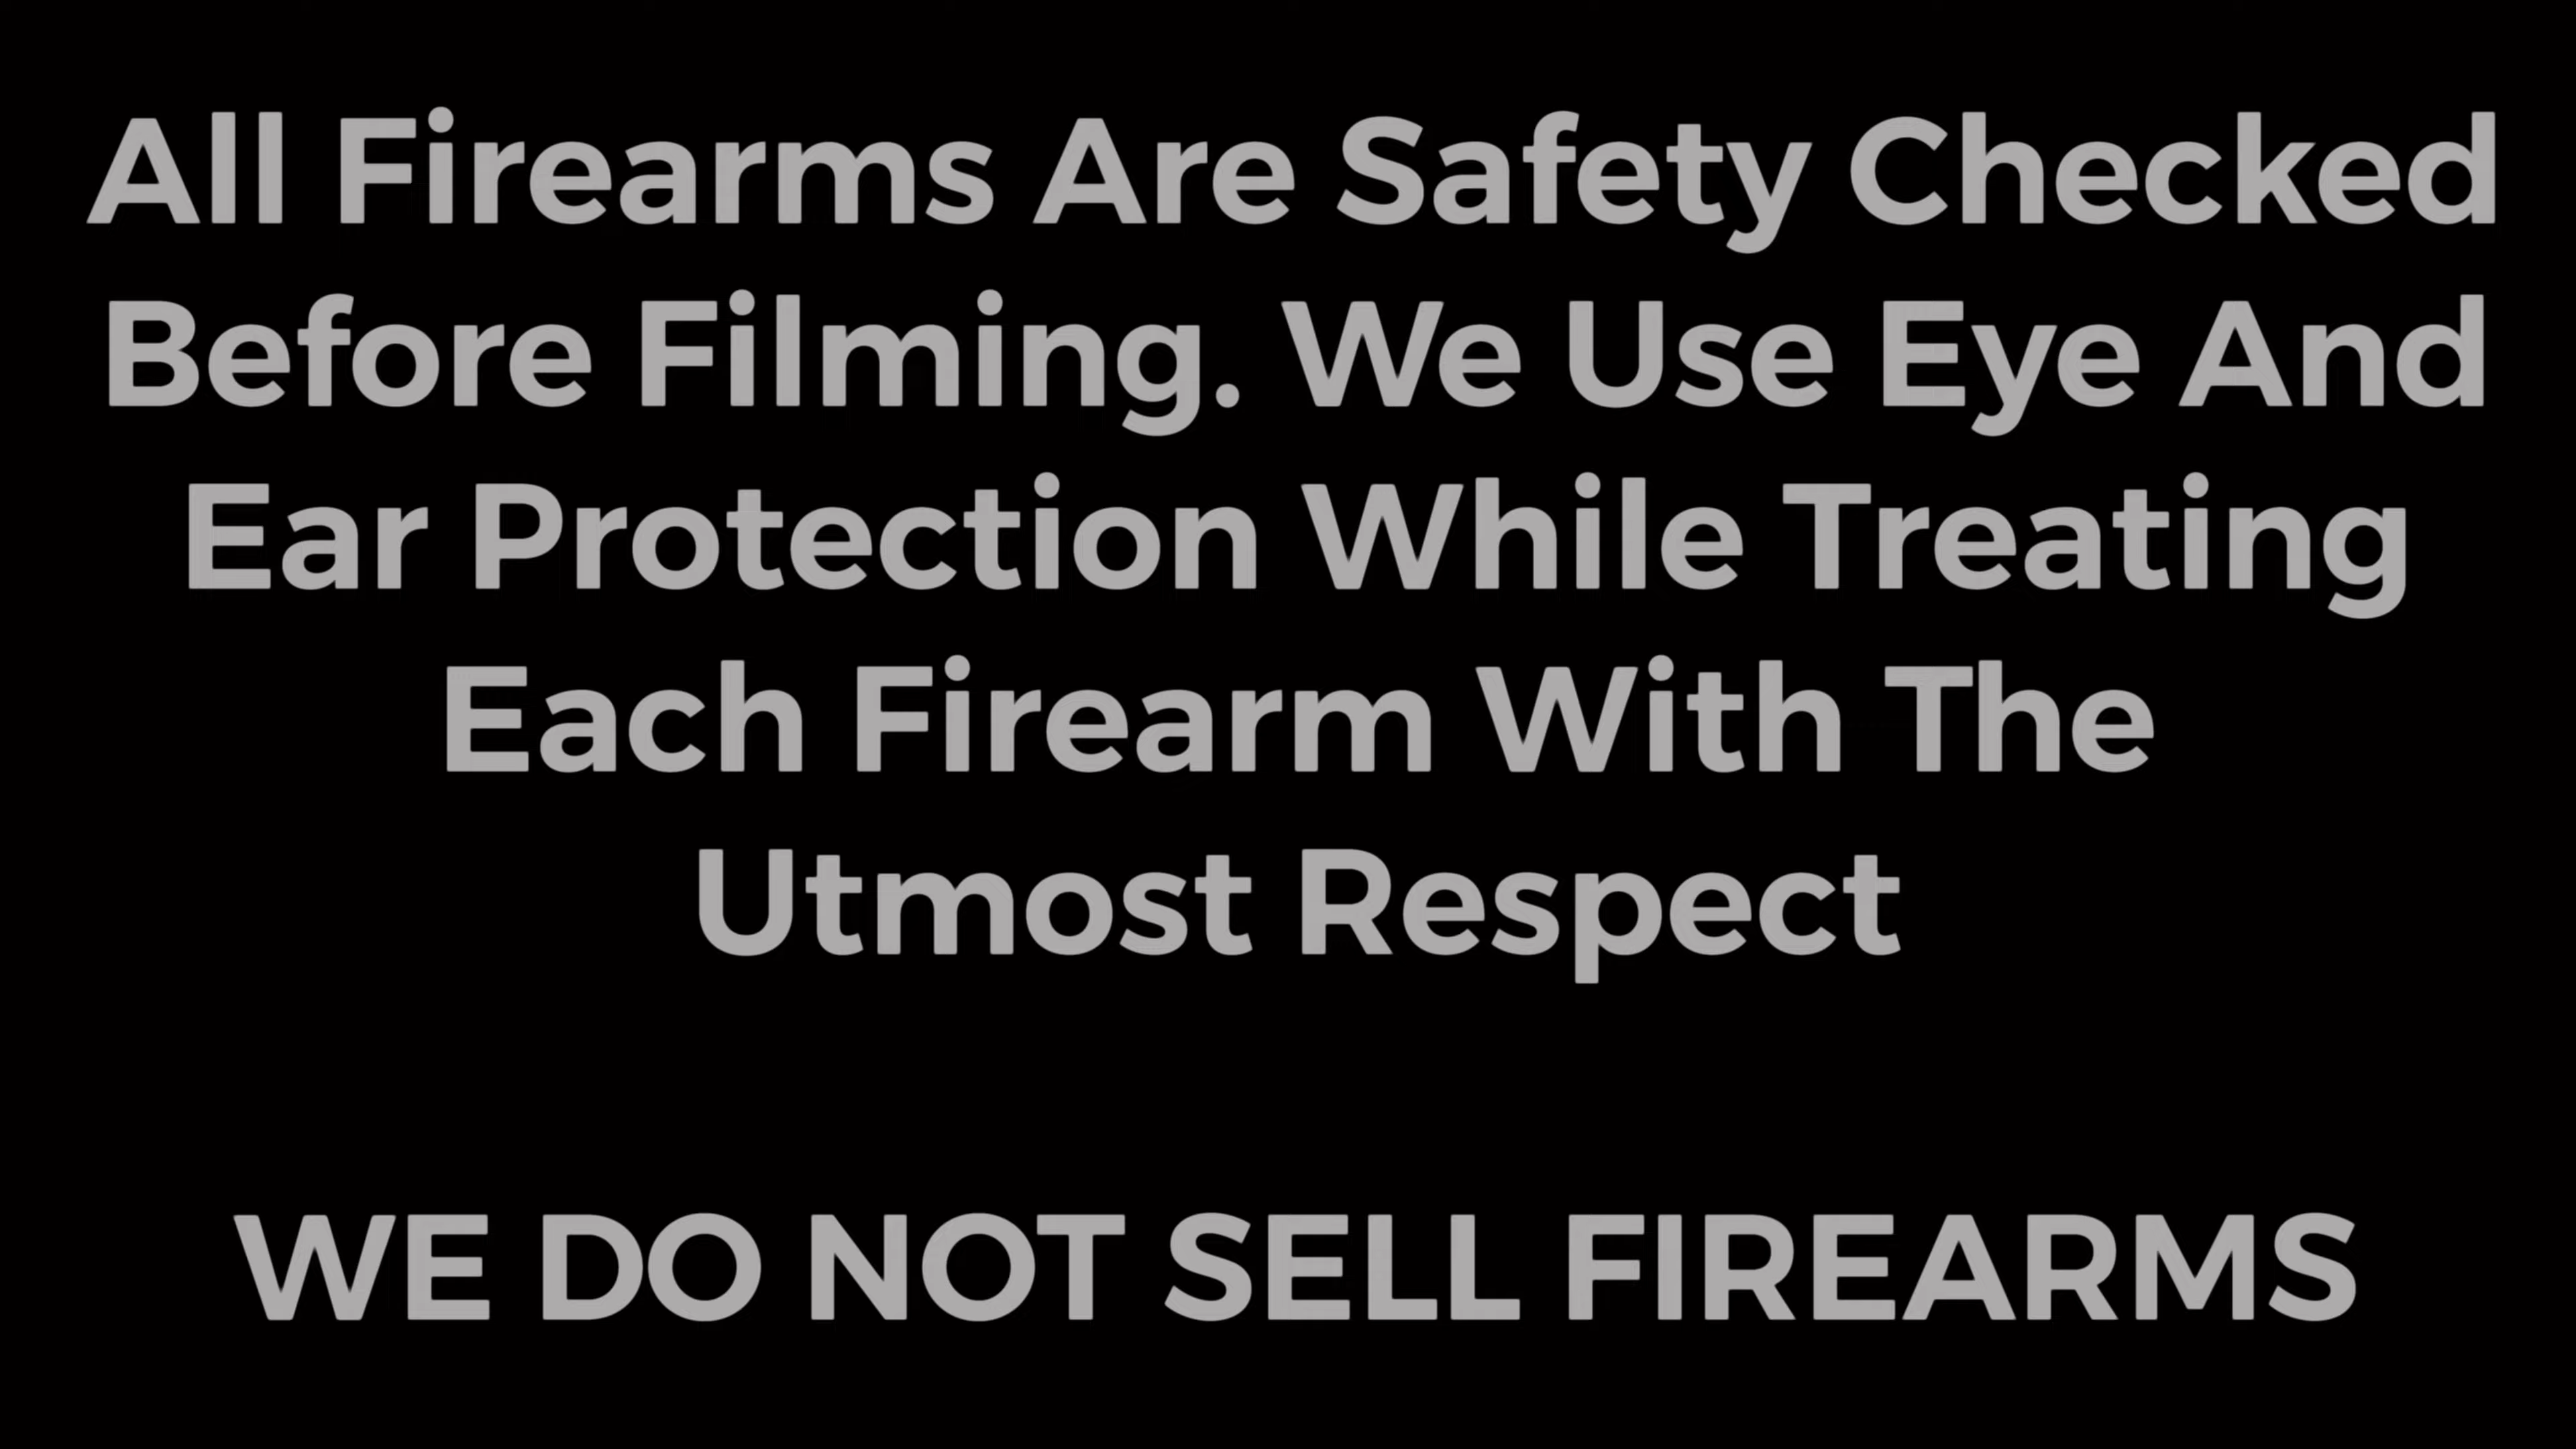 All Firearms Are Safety Checked
Before Filming. We Use Eye And
Ear Protection While Treating
Each Firearm With The
Utmost Respect
WE DO NOT SELL FIREARMS